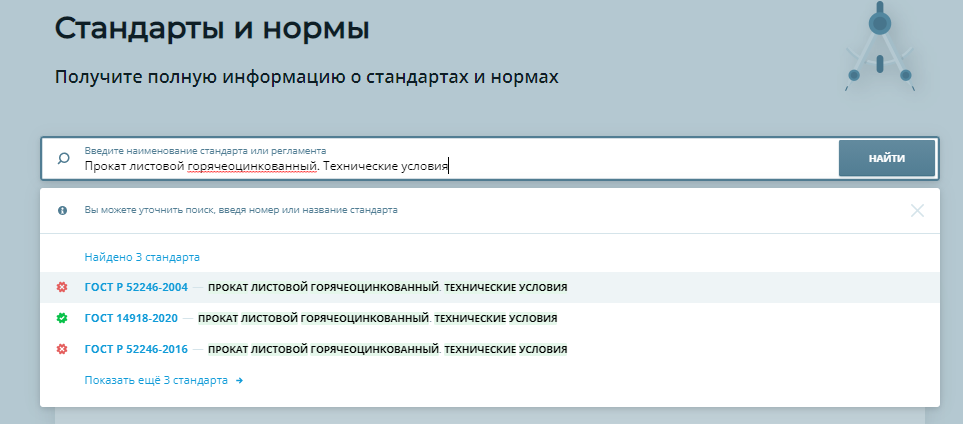 Стандарты и нормы
Получите полную информацию о стандартах и нормах
Введите наименование стандарта или регламента
Прокат листовой горячеоцинкованный. Технические условия
НАЙТИ
Вы можете уточнить поиск, введя номер или название стандарта
Найдено 3 стандарта
ГОСТ Р 52246-2004 — ПРОКАТ ЛИСТОВОЙ ГОРЯЧЕОЦИНКОВАННЫЙ. ТЕХНИЧЕСКИЕ УСЛОВИЯ
ГОСТ 14918-2020 — ПРОКАТ ЛИСТОВОЙ ГОРЯЧЕОЦИНКОВАННЫЙ. ТЕХНИЧЕСКИЕ УСЛОВИЯ
ГОСТ Р 52246-2016 — ПРОКАТ ЛИСТОВОЙ ГОРЯЧЕОЦИНКОВАННЫЙ. ТЕХНИЧЕСКИЕ УСЛОВИЯ
Показать ещё 3 стандарта →